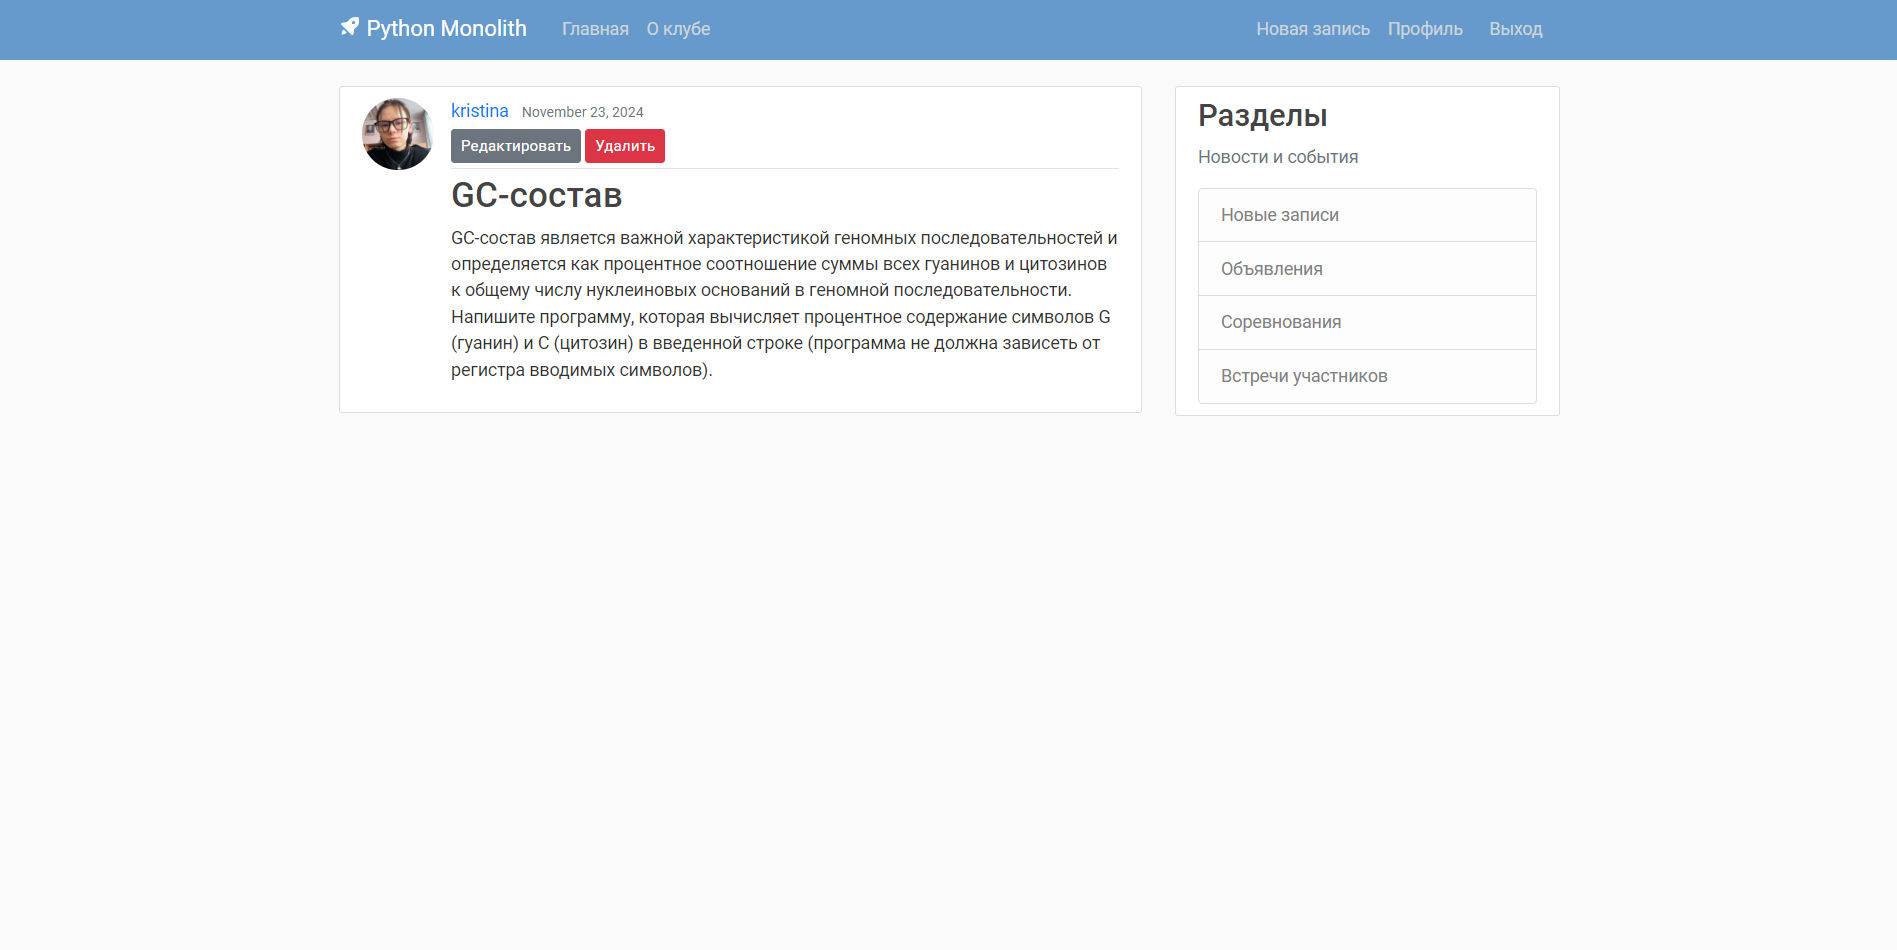 Python Monolith
Главная
О клубе
Новая запись
Профиль
Выход
kristina November 23, 2024
Редактировать Удалить
GC-состав
GC-состав является важной характеристикой геномных последовательностей и
определяется как процентное соотношение суммы всех гуанинов и цитозинов
к общему числу нуклеиновых оснований в геномной последовательности.
Напишите программу, которая вычисляет процентное содержание символов G
(гуанин) и C (цитозин) в введенной строке (программа не должна зависеть от
регистра вводимых символов).
Разделы
Новости и события
Новые записи
Объявления
Соревнования
Встречи участников